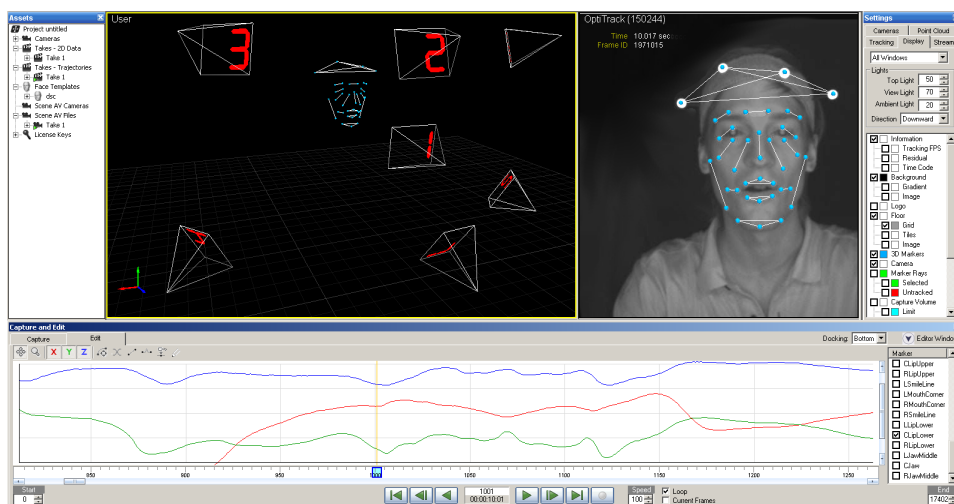 Assets
Project untitled
Cameras
Takes - 2D Data
Take 1
Takes - Trajectories
Take 1
Face Templates
dsc
Scene AV Cameras
Scene AV Files
Take 1
License Keys
User
3
2
1
OptiTrack (150244)
Time 10.017 sec
Frame ID 1971015
Settings
Cameras Point Cloud
Tracking Display Stream
All Windows
Lights
Top Light 50
View Light 70
Ambient Light 20
Direction Downward
Information
Tracking FPS
Residual
Time Code
Background
Gradient
Image
Logo
Floor
Grid
Tiles
Image
3D Markers
Camera
Marker Rays
Selected
Untracked
Capture Volume
Limit
Capture and Edit
Capture Edit
Docking: Bottom Editor Windo
X Y Z
Marker
CLipUpper
RLipUpper
LSmileLine
LMouthCorner
RMouthCorner
RSmileLine
LLipLower
CLipLower
RLipLower
LJawMiddle
CJaw
RJawMiddle
850 900 950 1000 1050 1100 1150 1200 1250
Start
0
1001
00:00:10:01
Speed
100
Loop
Current Frames
End
17402